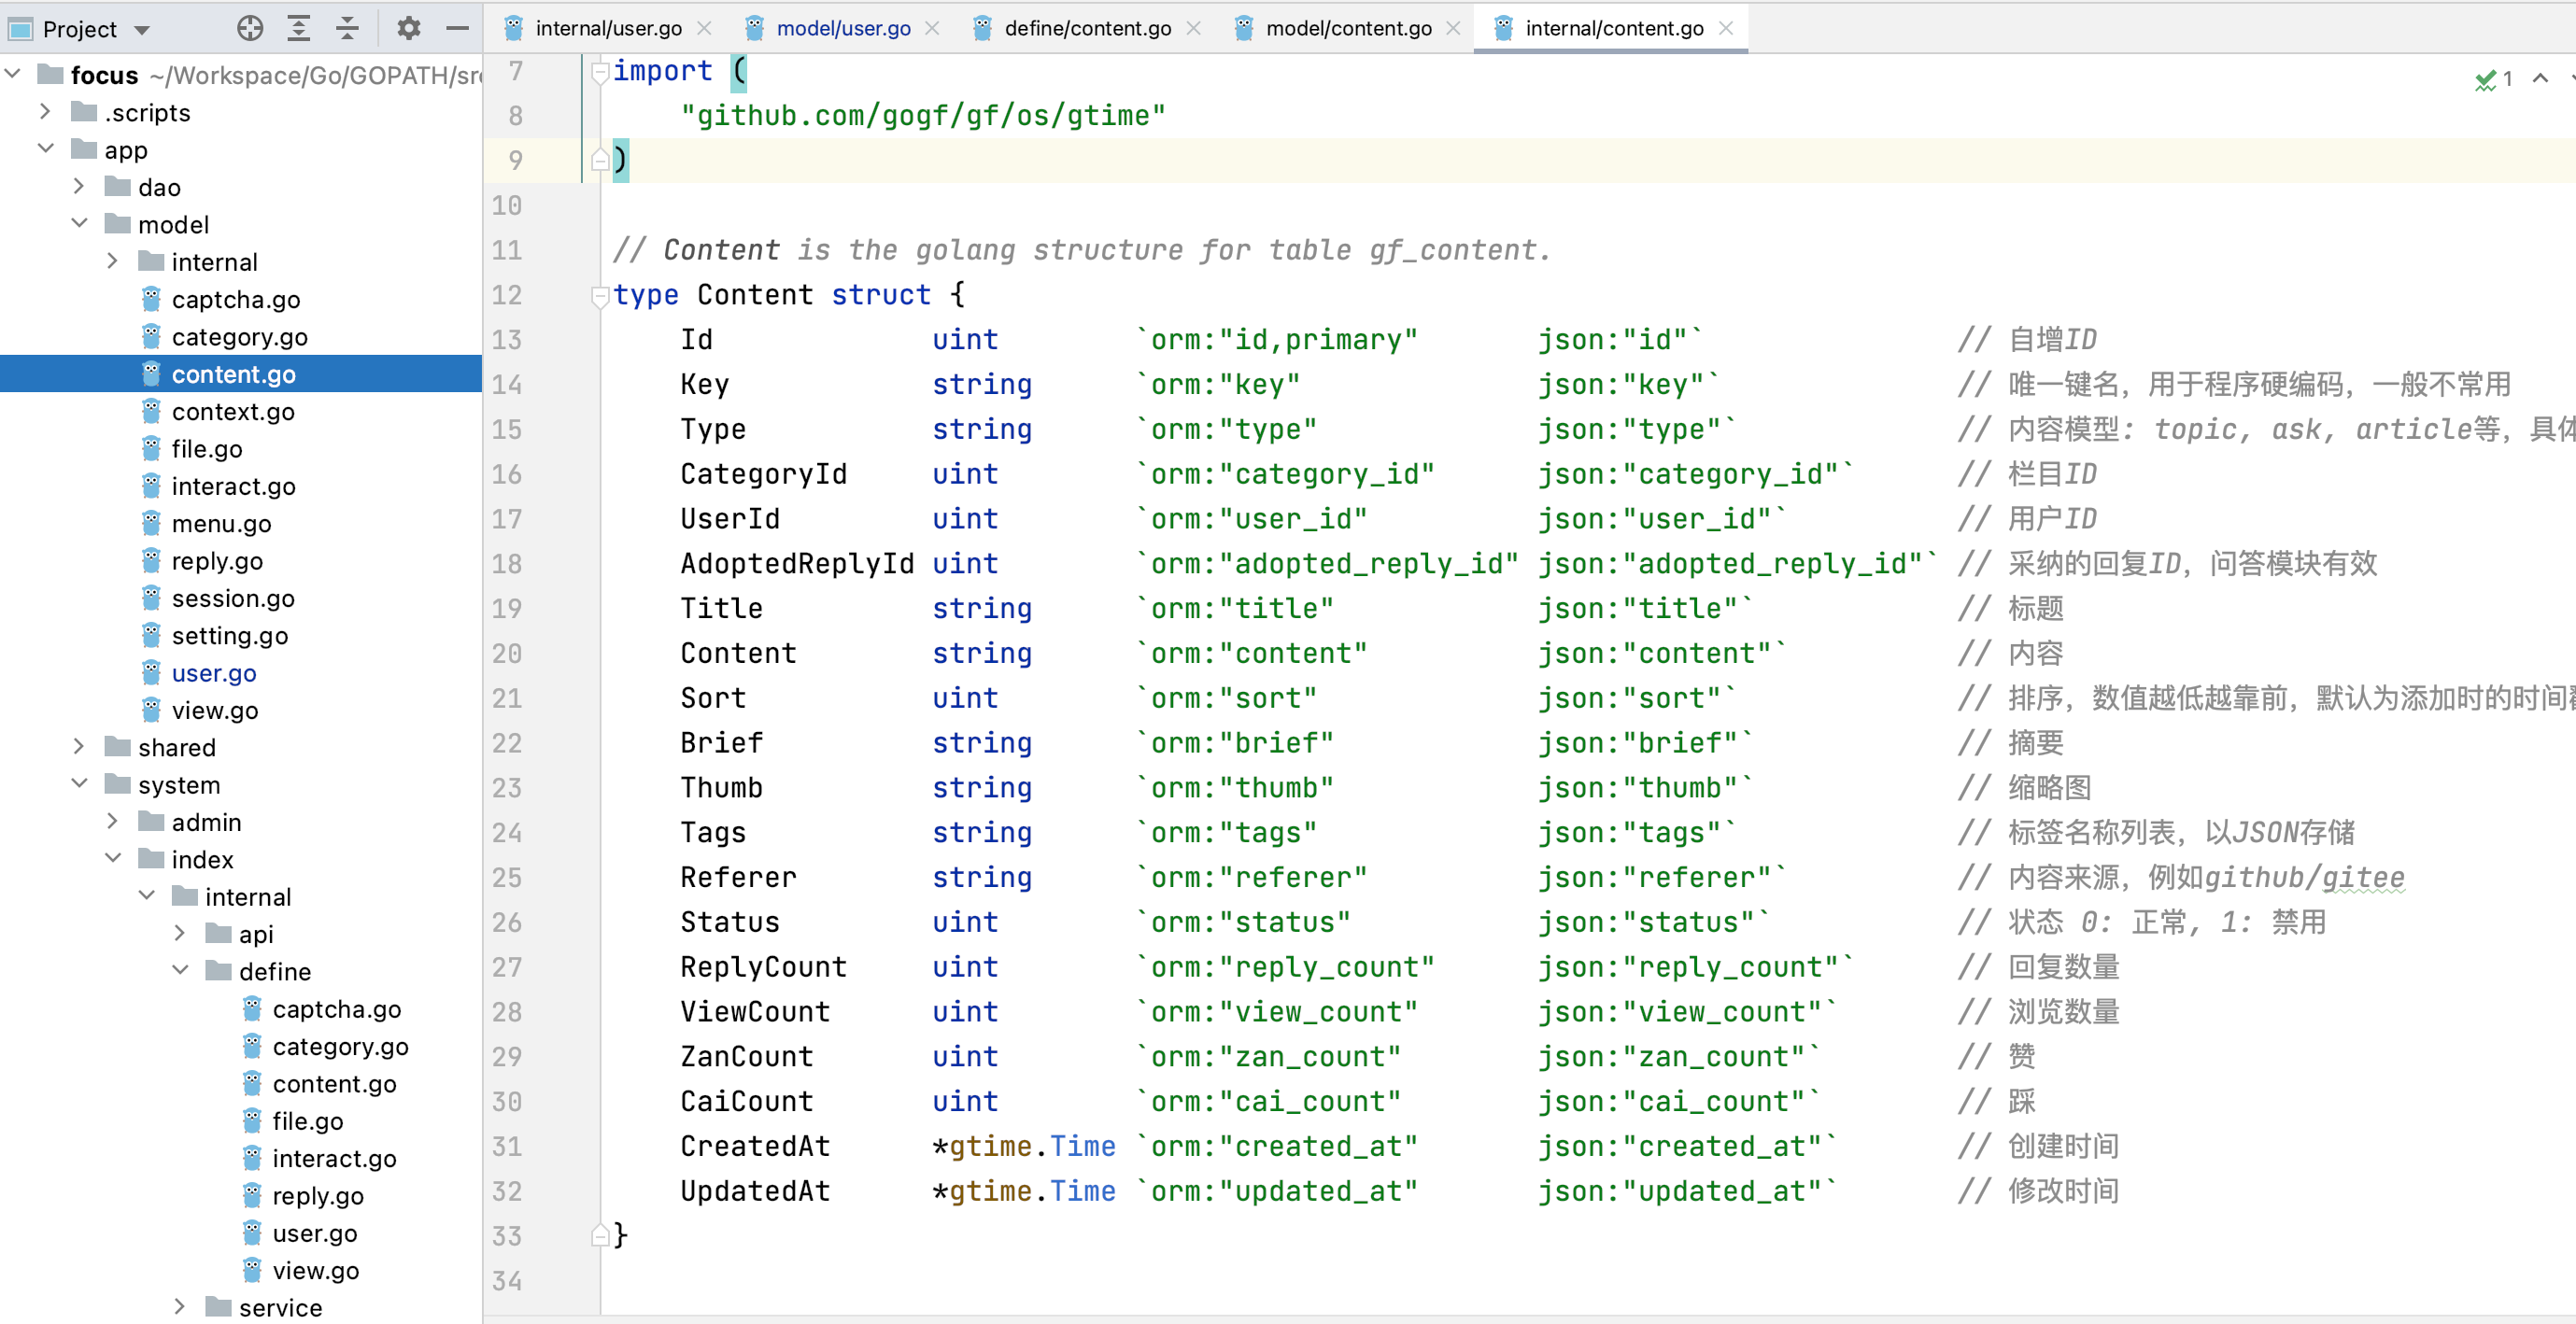 Project
internal/user.go
model/user.go
define/content.go
model/content.go
internal/content.go
focus ~/Workspace/Go/GOPATH/src
.scripts
app
dao
model
internal
captcha.go
category.go
content.go
context.go
file.go
interact.go
menu.go
reply.go
session.go
setting.go
user.go
view.go
shared
system
admin
index
internal
api
define
captcha.go
category.go
content.go
file.go
interact.go
reply.go
user.go
view.go
service
1
7 import (
8 "github.com/gogf/gf/os/gtime"
9 )
10
11 // Content is the golang structure for table gf_content.
12 type Content struct {
13 Id uint `orm:"id,primary" json:"id"` // 自增ID
14 Key string `orm:"key" json:"key"` // 唯一键名，用于程序硬编码，一般不常用
15 Type string `orm:"type" json:"type"` // 内容模型: topic, ask, article等，具体
16 CategoryId uint `orm:"category_id" json:"category_id"` // 栏目ID
17 UserId uint `orm:"user_id" json:"user_id"` // 用户ID
18 AdoptedReplyId uint `orm:"adopted_reply_id" json:"adopted_reply_id"` // 采纳的回复ID，问答模块有效
19 Title string `orm:"title" json:"title"` // 标题
20 Content string `orm:"content" json:"content"` // 内容
21 Sort uint `orm:"sort" json:"sort"` // 排序，数值越低越靠前，默认为添加时的时间
22 Brief string `orm:"brief" json:"brief"` // 摘要
23 Thumb string `orm:"thumb" json:"thumb"` // 缩略图
24 Tags string `orm:"tags" json:"tags"` // 标签名称列表，以JSON存储
25 Referer string `orm:"referer" json:"referer"` // 内容来源，例如github/gitee
26 Status uint `orm:"status" json:"status"` // 状态 0: 正常, 1: 禁用
27 ReplyCount uint `orm:"reply_count" json:"reply_count"` // 回复数量
28 ViewCount uint `orm:"view_count" json:"view_count"` // 浏览数量
29 ZanCount uint `orm:"zan_count" json:"zan_count"` // 赞
30 CaiCount uint `orm:"cai_count" json:"cai_count"` // 踩
31 CreatedAt *gtime.Time `orm:"created_at" json:"created_at"` // 创建时间
32 UpdatedAt *gtime.Time `orm:"updated_at" json:"updated_at"` // 修改时间
33 }
34